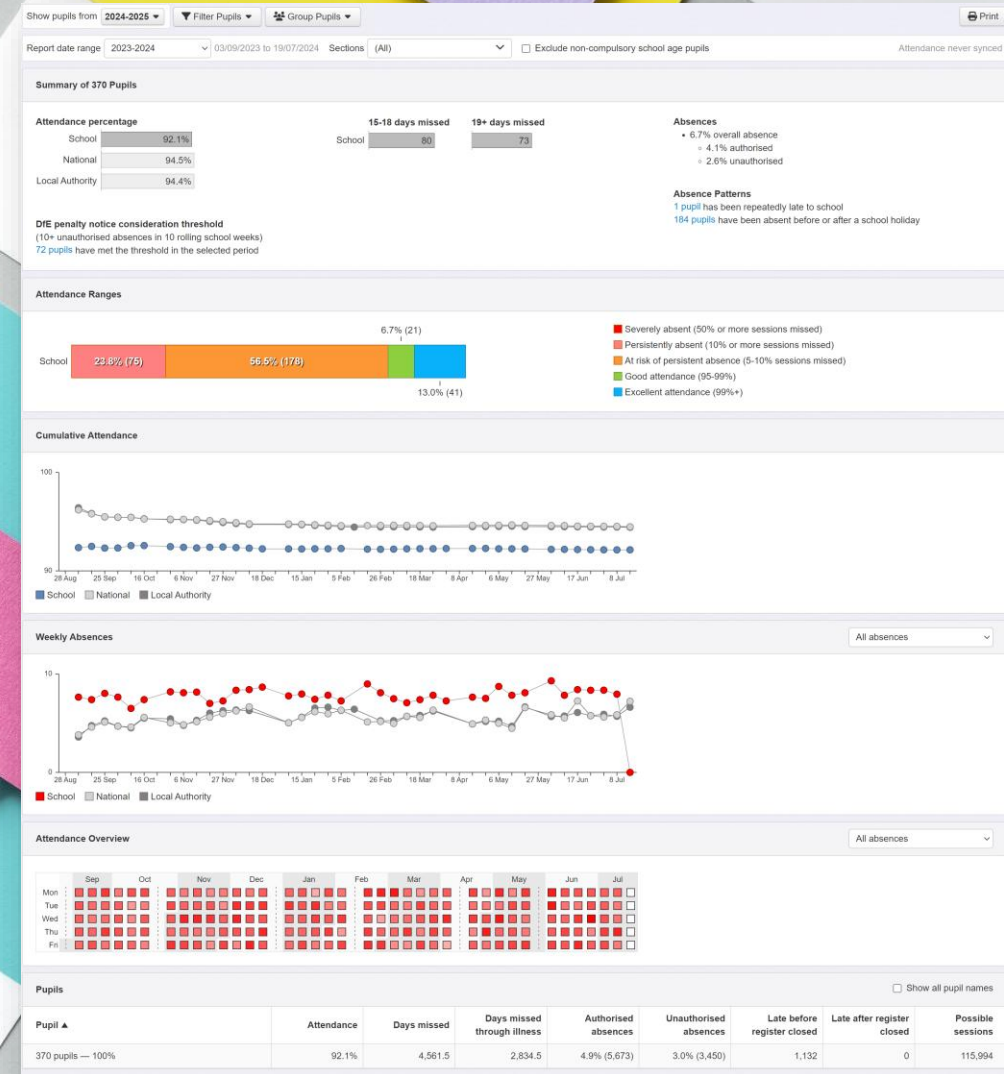 Show pupils from 2024-2025 Filter Pupils Group Pupils Print
Report date range 2023-2024 03/09/2023 to 19/07/2024 Sections (All) Exclude non-compulsory school age pupils Attendance never synced
Summary of 370 Pupils
Attendance percentage
School 92.1%
National 94.5%
Local Authority 94.4%
15-18 days missed 19+ days missed
School 80 73
Absences
• 6.7% overall absence
◦ 4.1% authorised
◦ 2.6% unauthorised
Absence Patterns
1 pupil has been repeatedly late to school
184 pupils have been absent before or after a school holiday
DfE penalty notice consideration threshold
(10+ unauthorised absences in 10 rolling school weeks)
72 pupils have met the threshold in the selected period
Attendance Ranges
6.7% (21)
School 23.8% (75) 56.5% (178)
13.0% (41)
Severely absent (50% or more sessions missed)
Persistently absent (10% or more sessions missed)
At risk of persistent absence (5-10% sessions missed)
Good attendance (95-99%)
Excellent attendance (99%+)
Cumulative Attendance
100
90
28 Aug 25 Sep 16 Oct 6 Nov 27 Nov 18 Dec 15 Jan 5 Feb 26 Feb 18 Mar 8 Apr 6 May 27 May 17 Jun 8 Jul
School National Local Authority
Weekly Absences All absences
10
0
28 Aug 25 Sep 16 Oct 6 Nov 27 Nov 18 Dec 15 Jan 5 Feb 26 Feb 18 Mar 8 Apr 6 May 27 May 17 Jun 8 Jul
School National Local Authority
Attendance Overview All absences
Sep Oct Nov Dec Jan Feb Mar Apr May Jun Jul
Mon
Tue
Wed
Thu
Fri
Pupils Show all pupil names
Pupil ▲ Attendance Days missed Days missed through illness Authorised absences Unauthorised absences Late before register closed Late after register closed Possible sessions
370 pupils — 100% 92.1% 4,561.5 2,834.5 4.9% (5,673) 3.0% (3,450) 1,132 0 115,994